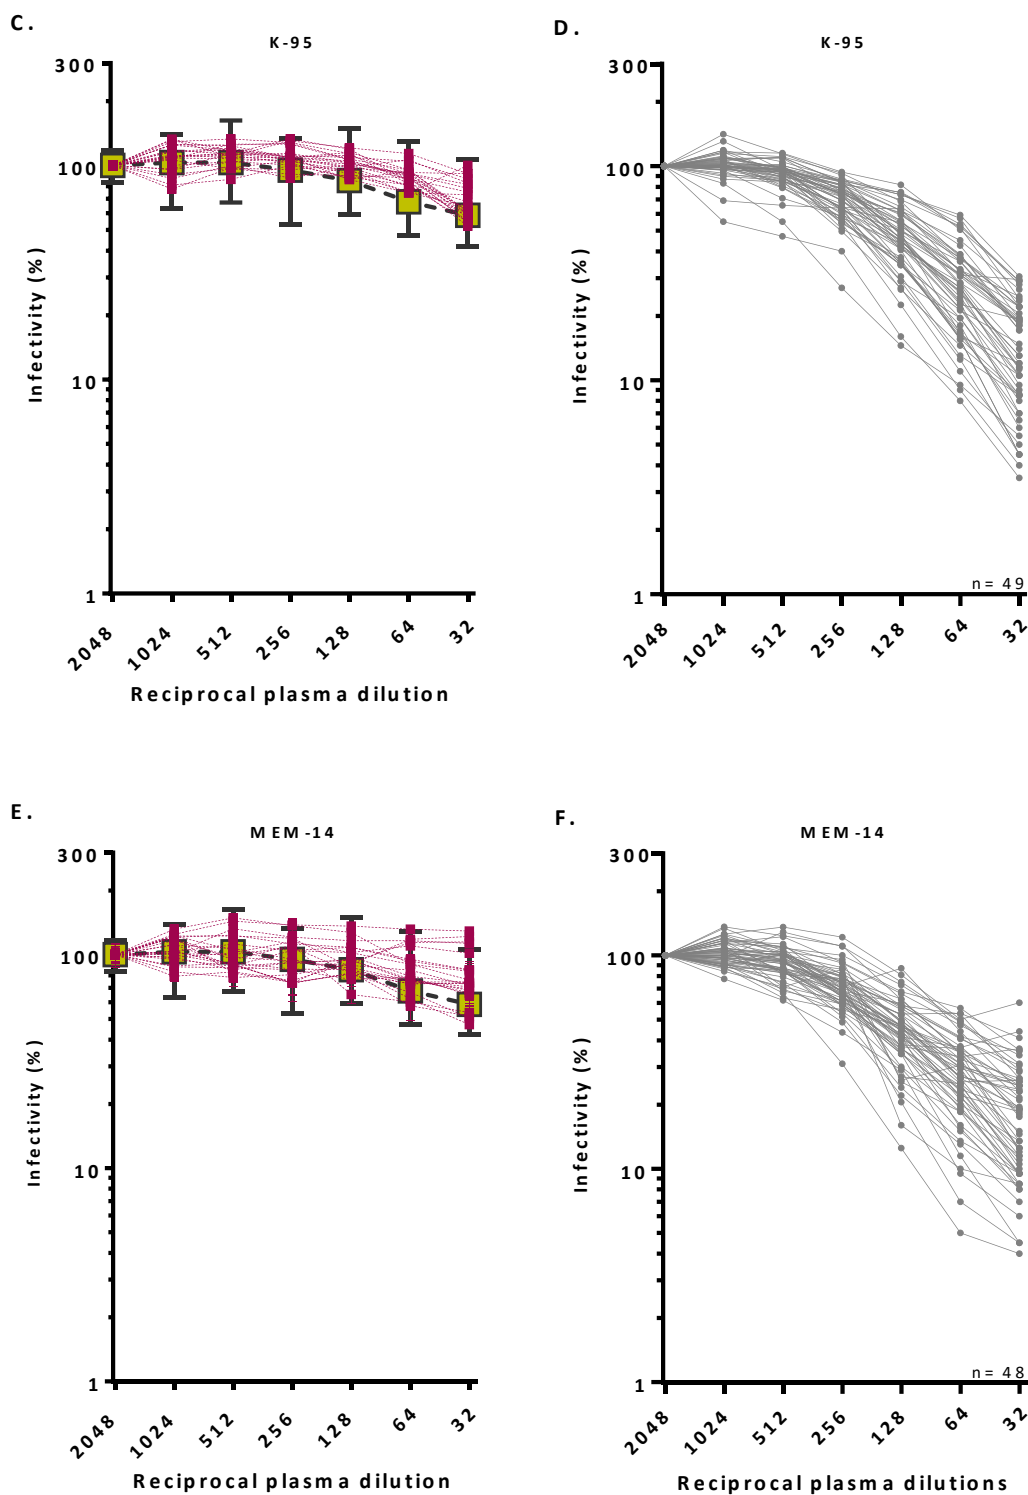 C.
K-95
Infectivity (%)
300
100
10
1
2048 1024 512 256 128 64 32
Reciprocal plasma dilution
D.
K-95
Infectivity (%)
300
100
10
1
n= 49
2048 1024 512 256 128 64 32
E.
MEM-14
Infectivity (%)
300
100
10
1
2048 1024 512 256 128 64 32
Reciprocal plasma dilution
F.
MEM-14
Infectivity (%)
300
100
10
1
n= 48
2048 1024 512 256 128 64 32
Reciprocal plasma dilutions